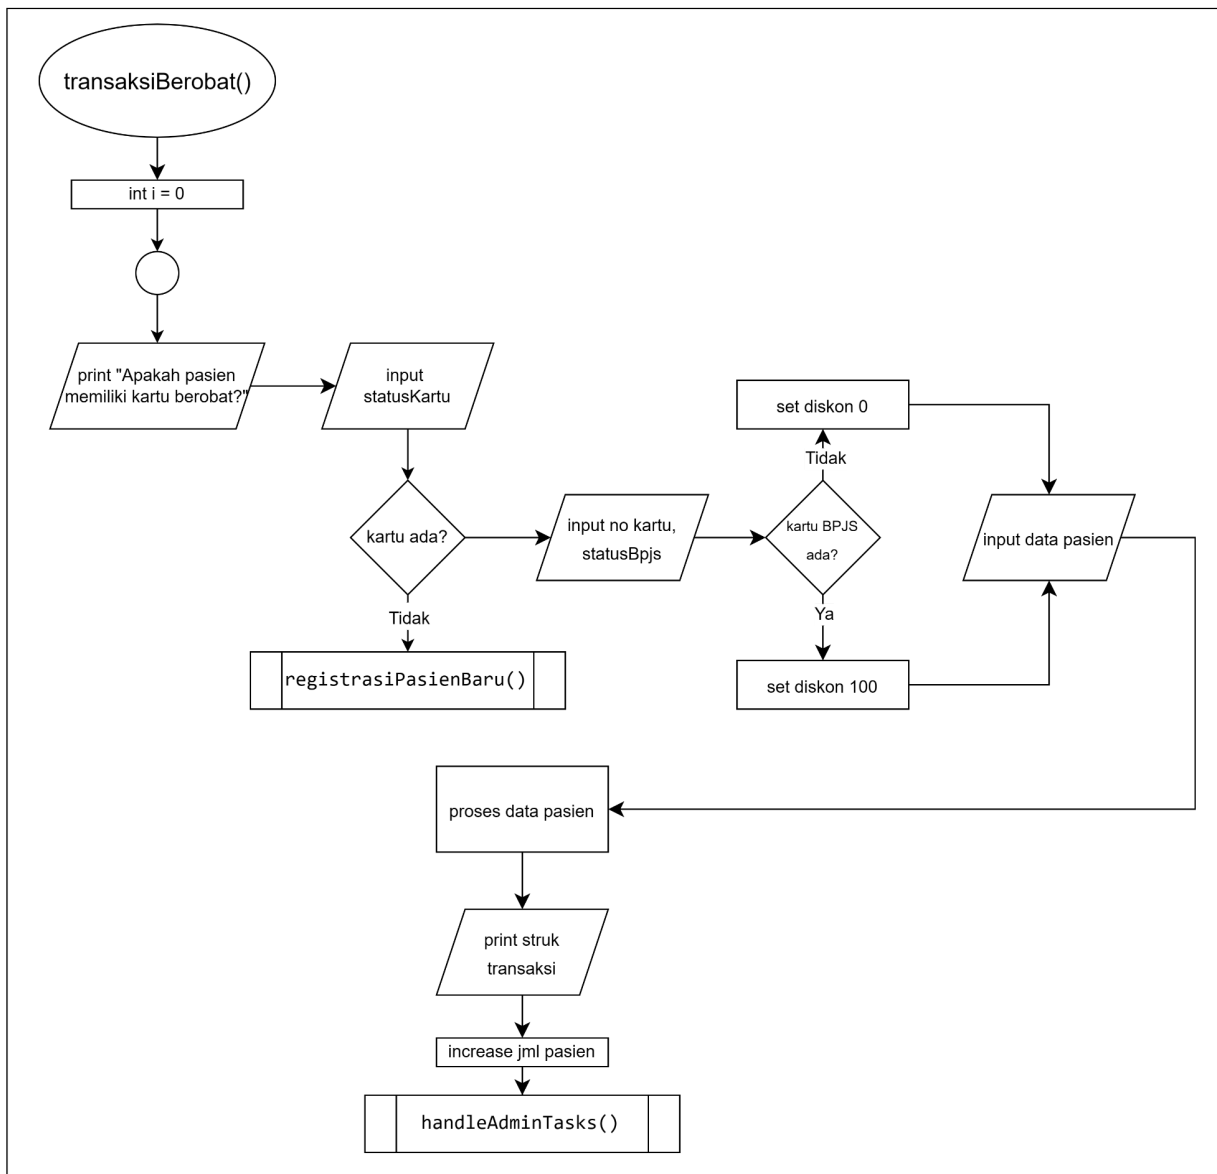 transaksiBerobat()
int i = 0
print "Apakah pasien
memiliki kartu berobat?"
input
statusKartu
kartu ada?
Tidak
registrasiPasienBaru()
input no kartu,
statusBpjs
kartu BPJS
ada?
Tidak
set diskon 0
Ya
set diskon 100
input data pasien
proses data pasien
print struk
transaksi
increase jml pasien
handleAdminTasks()